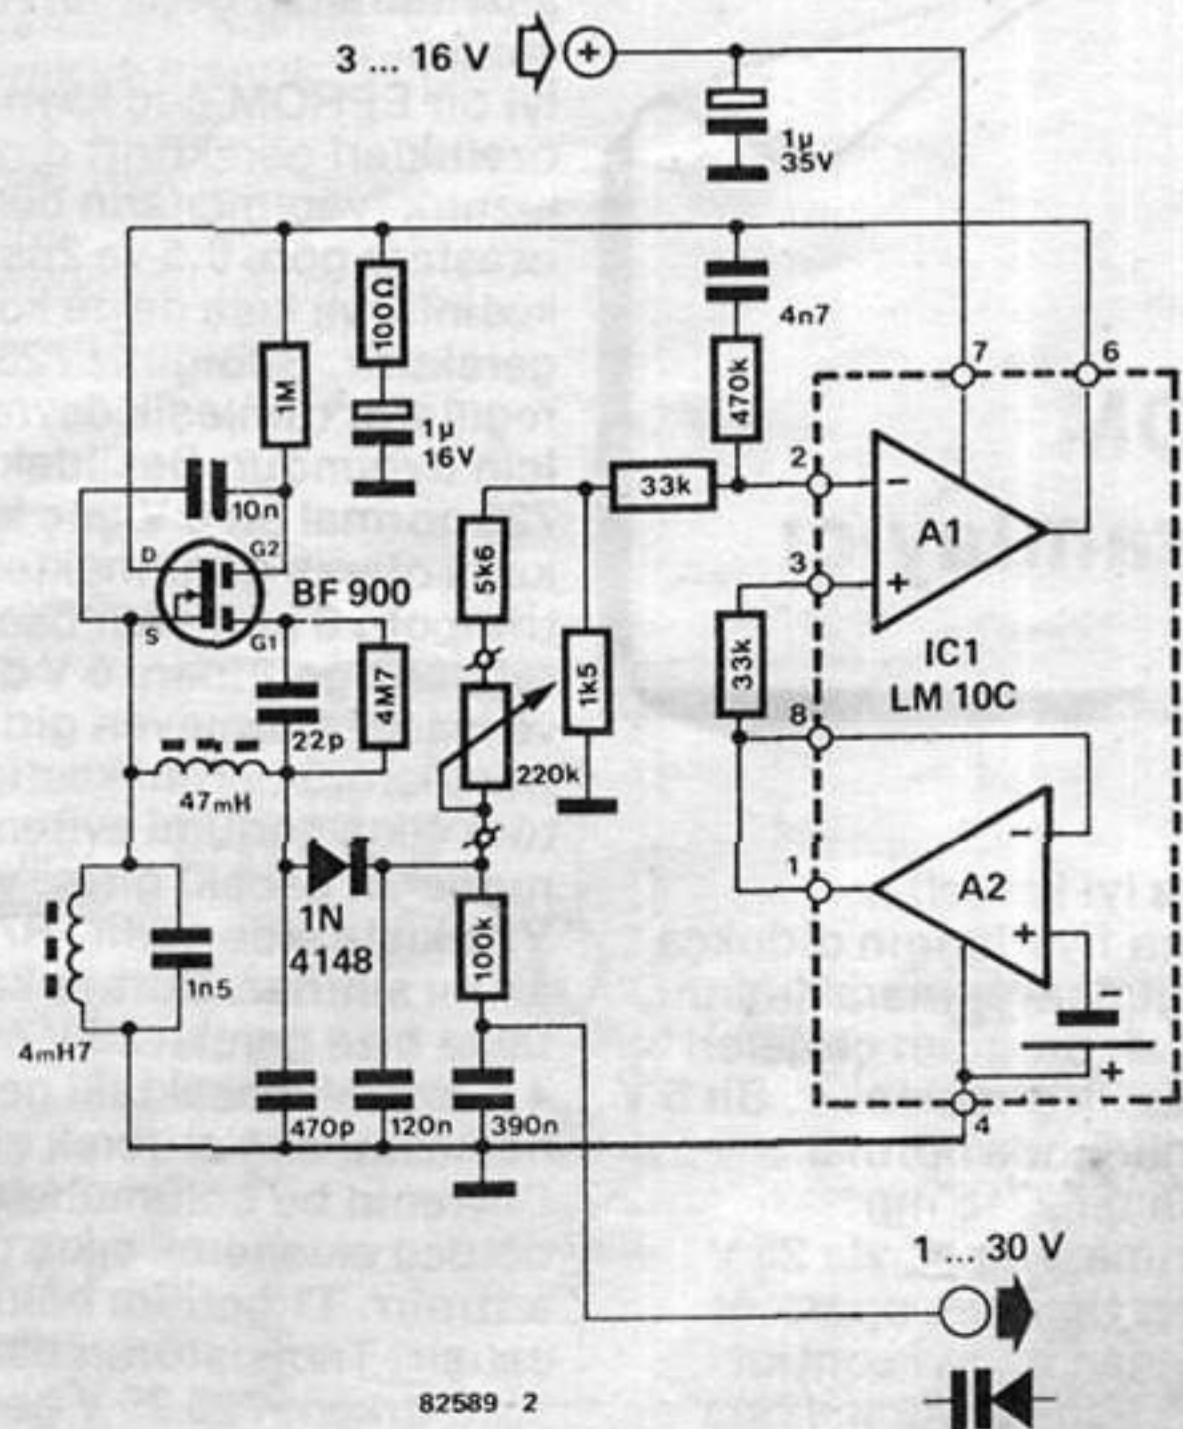 3 ... 16 V
+
1µ
35V
100Ω
4n7
1M
470k
7
6
1µ
16V
2
33k
−
10n
A1
D
G2
5k6
3
+
BF 900
S
G1
33k
IC1
LM 10C
4M7
1k5
8
22p
220k
47mH
−
1
A2
1N
4148
100k
+
1n5
−
4mH7
+
470p
120n
390n
4
1 ... 30 V
82589 - 2